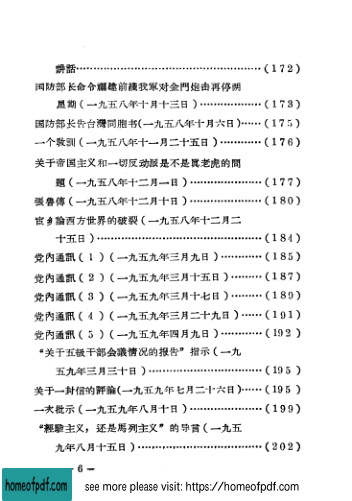 讲话………………………………………(172)
国防部长命令福建前线我军对金門炮击再停两
星期(一九五八年十月十三日)………………(173)
国防部长告台灣同胞书(一九五八年十月六日)……(175)
一个教訓(一九五八年十一月二十五日)…………(176)
关于帝国主义和一切反动派是不是真老虎的問
題(一九五八年十二月一日)…………………(177)
張魯傳(一九五八年十二月十日)…………………(180)
宦乡論西方世界的破裂(一九五八年十二月二
十五日)………………………………………(184)
党內通訊(1)(一九五九年三月九日)…………(185)
党內通訊(2)(一九五九年三月十五日)………(187)
党內通訊(3)(一九五九年三月十七日)………(189)
党內通訊(4)(一九五九年三月二十九日)……(191)
党內通訊(5)(一九五九年四月九日)…………(192)
“关于五级干部会議情况的报告”指示(一九
五九年三月三十日)……………………………(195)
关于一封信的評論(一九五九年七月二十六日)……(195)
一次批示(一九五九年八月十日)…………………(199)
“經驗主义,还是馬列主义”的导言(一九五
九年八月十五日)………………………………(202)
— 6 —
homeofpdf.com see more please visit: https://homeofpdf.com